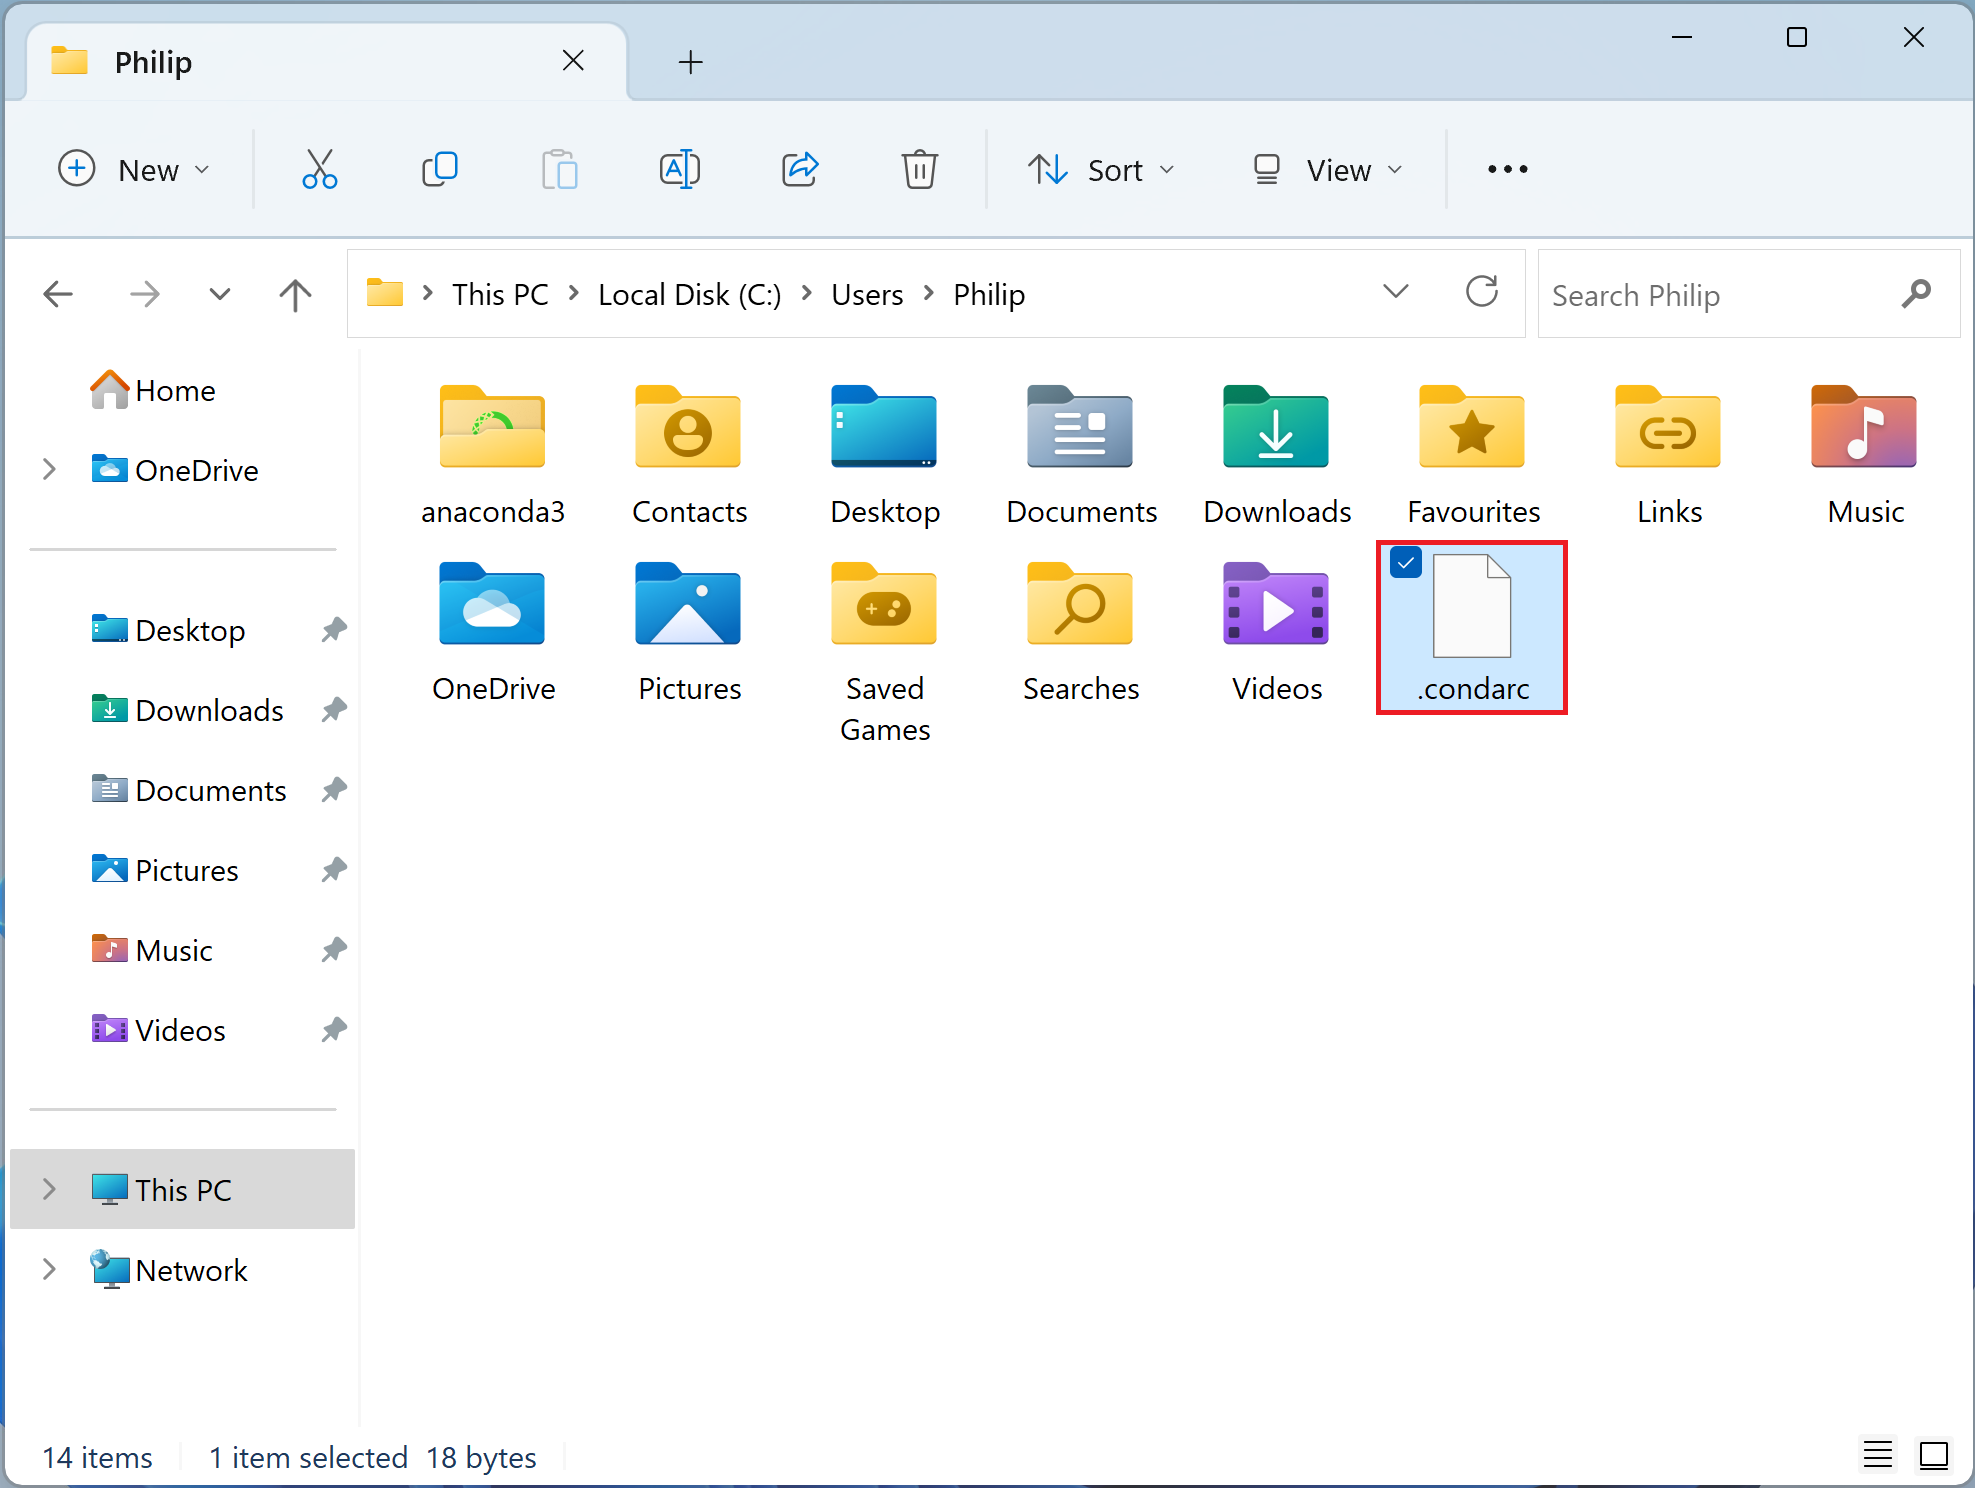 Philip
New
Sort
View
This PC
Local Disk (C:)
Users
Philip
Search Philip
Home
OneDrive
Desktop
Downloads
Documents
Pictures
Music
Videos
This PC
Network
anaconda3
Contacts
Desktop
Documents
Downloads
Favourites
Links
Music
OneDrive
Pictures
Saved
Games
Searches
Videos
.condarc
14 items
1 item selected 18 bytes